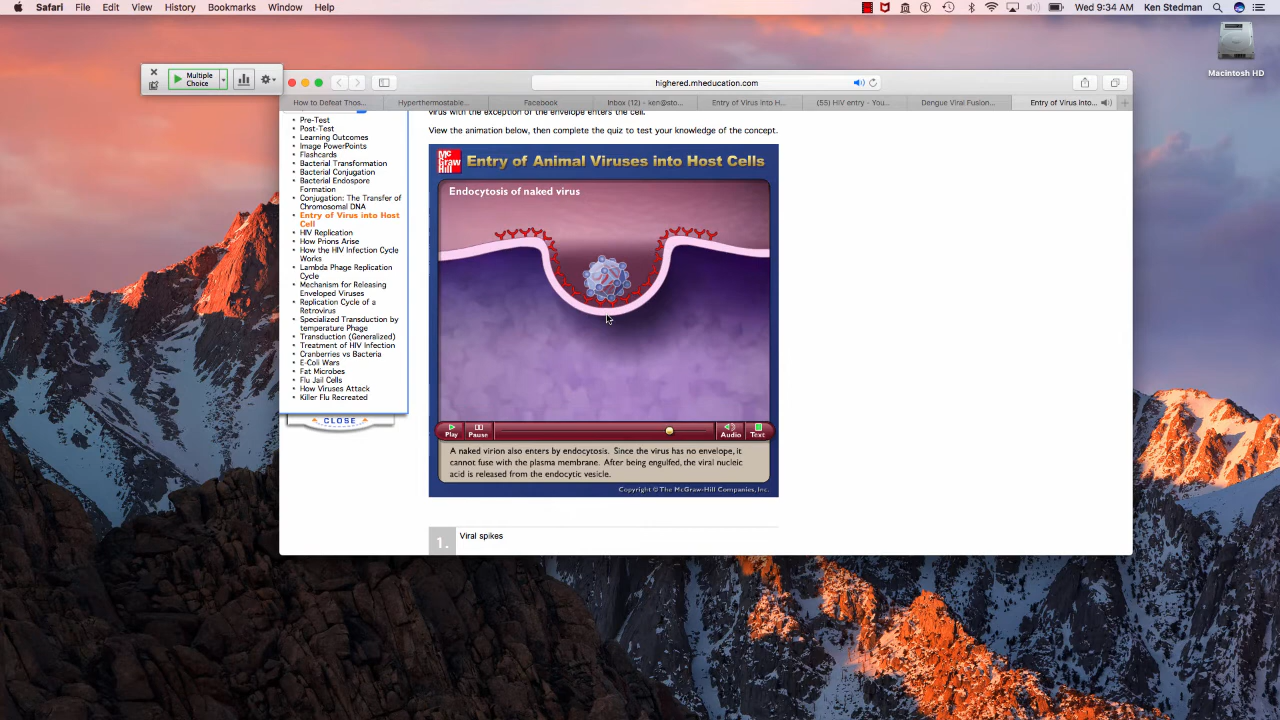 Safari File Edit View History Bookmarks Window Help Wed 9:34 AM Ken Stedman
Macintosh HD
Multiple
Choice
highered.mheducation.com
How to Defeat Thos... Hyperthermostable... Facebook Inbox (12) – ken@sto... Entry of Virus into H... (55) HIV entry - You... Dengue Viral Fusion... Entry of Virus into...
Pre-Test
Post-Test
Learning Outcomes
Image PowerPoints
Flashcards
Bacterial Transformation
Bacterial Conjugation
Bacterial Endospore
Formation
Conjugation: The Transfer of
Chromosomal DNA
Entry of Virus into Host
Cell
HIV Replication
How Prions Arise
How the HIV Infection Cycle
Works
Lambda Phage Replication
Cycle
Mechanism for Releasing
Enveloped Viruses
Replication Cycle of a
Retrovirus
Specialized Transduction by
temperature Phage
Transduction (Generalized)
Treatment of HIV Infection
Cranberries vs Bacteria
E-Coli Wars
Fat Microbes
Flu Jail Cells
How Viruses Attack
Killer Flu Recreated
CLOSE
virus with the exception of the envelope enters the cell.
View the animation below, then complete the quiz to test your knowledge of the concept.
Mc
Graw
Hill
Entry of Animal Viruses into Host Cells
Endocytosis of naked virus
Play Pause Audio Text
A naked virion also enters by endocytosis. Since the virus has no envelope, it
cannot fuse with the plasma membrane. After being engulfed, the viral nucleic
acid is released from the endocytic vesicle.
Copyright © The McGraw-Hill Companies, Inc.
1. Viral spikes